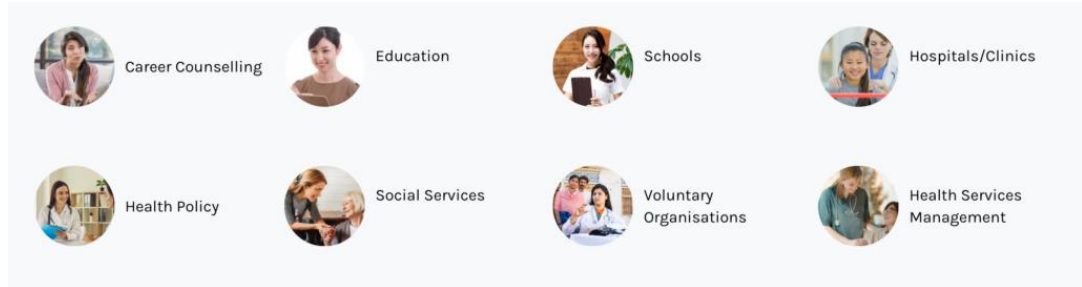 Career Counselling
Education
Schools
Hospitals/Clinics
Health Policy
Social Services
Voluntary
Organisations
Health Services
Management